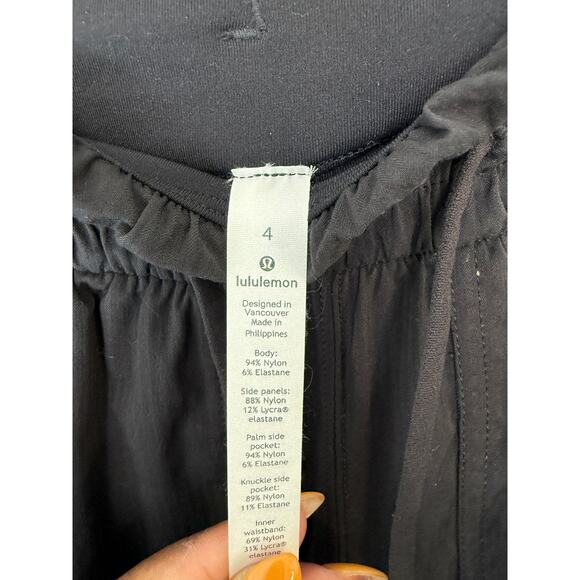 4
lululemon
Designed in
Vancouver
Made in
Philippines
Body:
94% Nylon
6% Elastane
Side panels:
88% Nylon
12% Lycra®
elastane
Palm side
pocket:
94% Nylon
6% Elastane
Knuckle side
pocket:
89% Nylon
11% Elastane
Inner
waistband:
69% Nylon
31% Lycra®
elastane